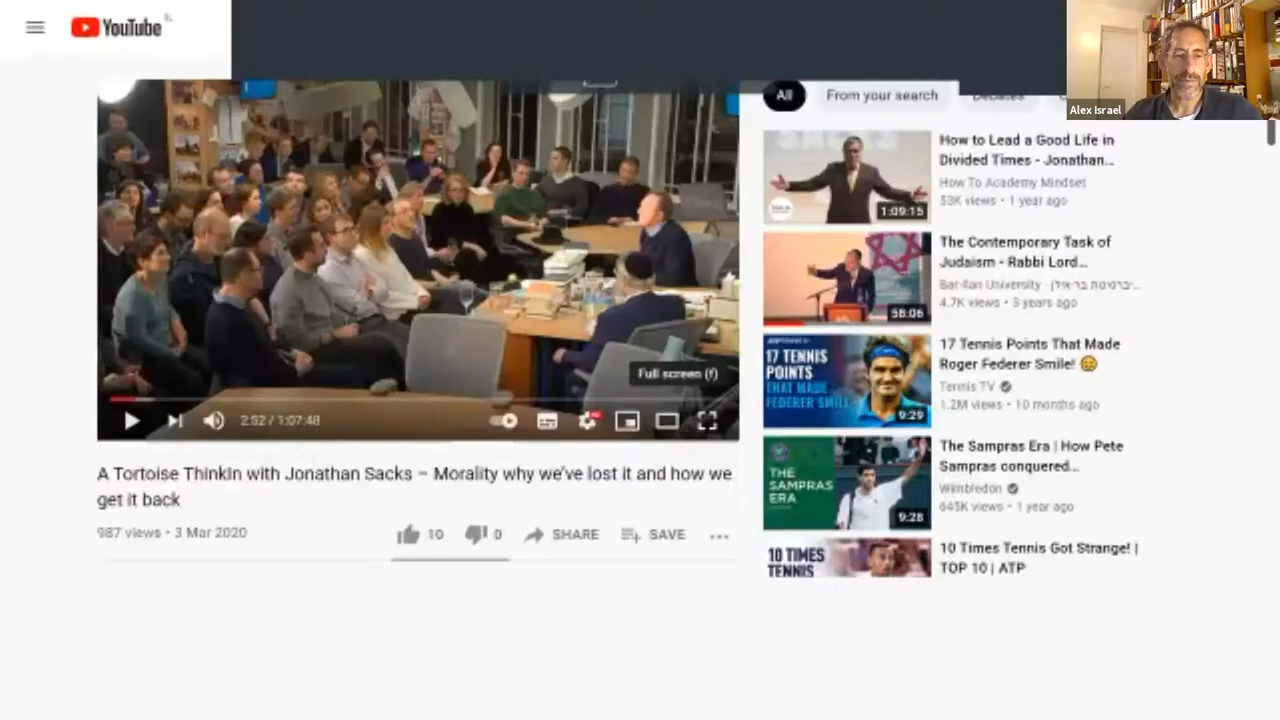 YouTube
IL
Alex Israel
All
From your search
Debates
How to Lead a Good Life in
Divided Times - Jonathan...
How To Academy Mindset
53K views • 1 year ago
1:09:15
The Contemporary Task of
Judaism - Rabbi Lord...
4.7K views • 3 years ago
58:06
17 Tennis Points That Made
Roger Federer Smile!
Tennis TV
1.2M views • 10 months ago
17 TENNIS
POINTS
THAT MADE
FEDERER SMILE
9:29
The Sampras Era | How Pete
Sampras conquered...
Wimbledon
645K views • 1 year ago
THE
SAMPRAS
ERA
9:28
10 Times Tennis Got Strange! |
TOP 10 | ATP
10 TIMES
TENNIS
Full screen (f)
2:52 / 1:07:48
A Tortoise ThinkIn with Jonathan Sacks – Morality why we've lost it and how we
get it back
987 views • 3 Mar 2020
10
0
SHARE
SAVE